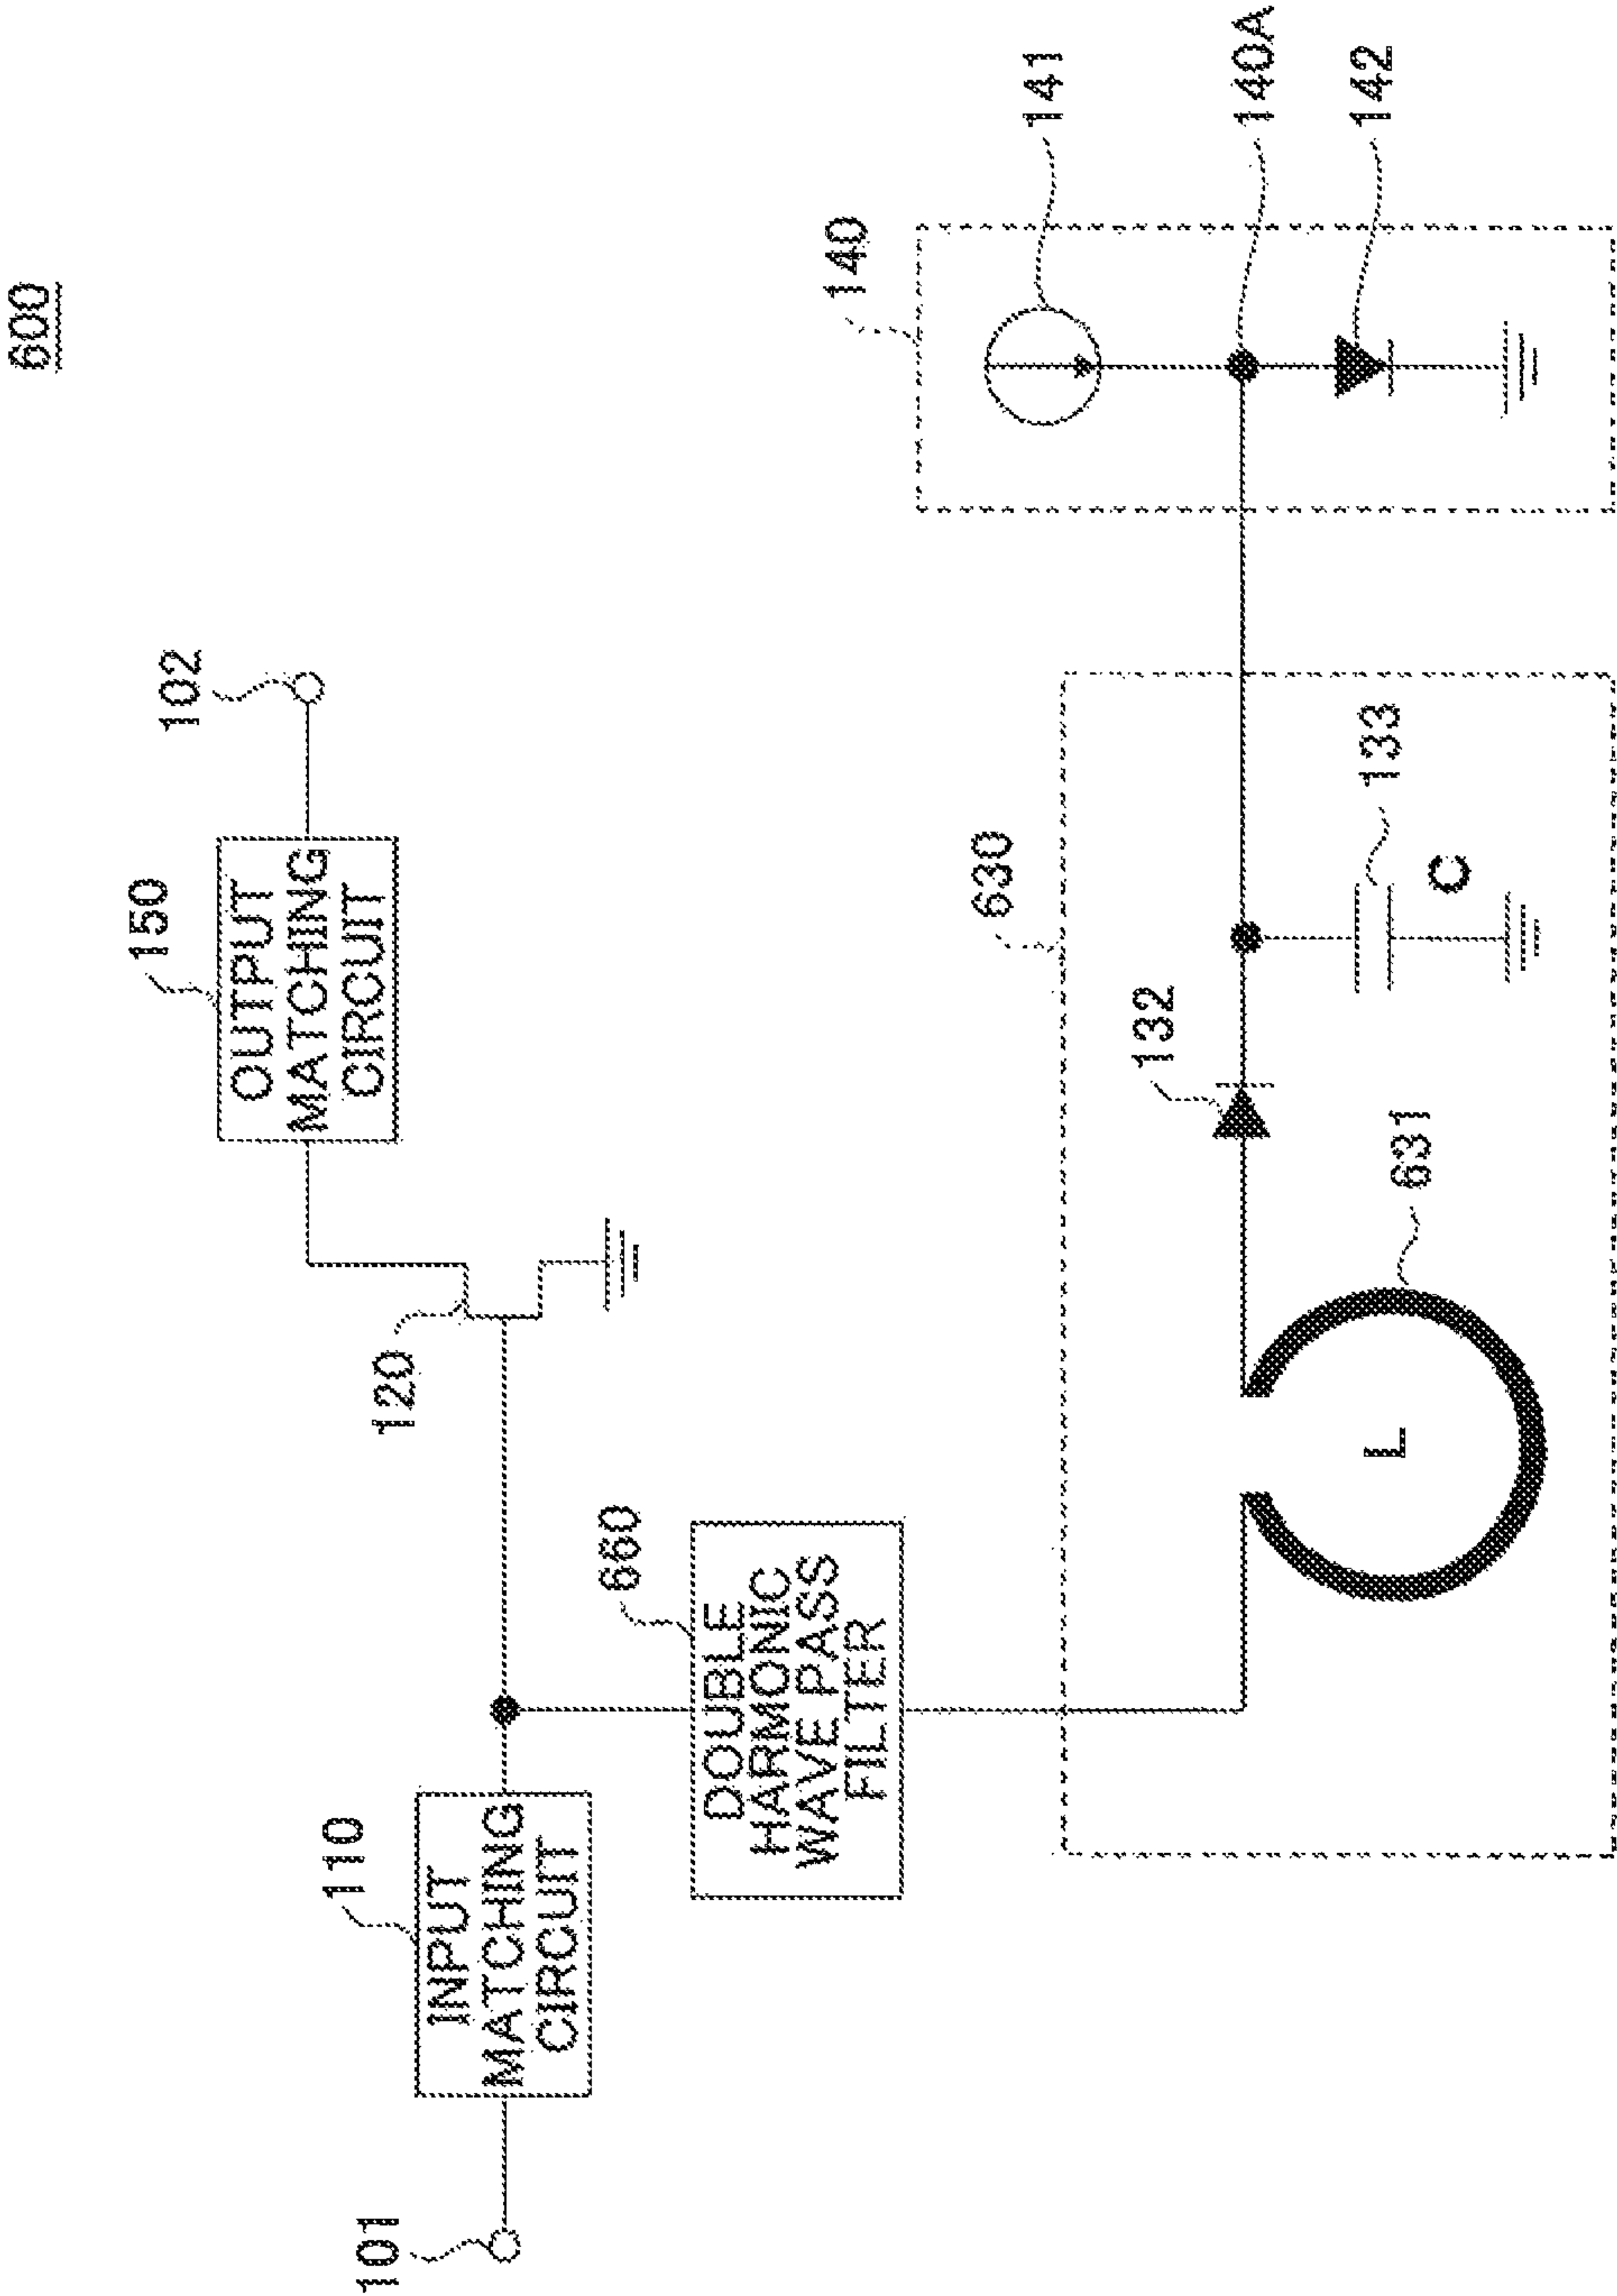 600
150
102
OUTPUT
MATCHING
CIRCUIT
120
110
INPUT
MATCHING
CIRCUIT
101
660
DOUBLE
HARMONIC
WAVE PASS
FILTER
140
141
140A
142
630
132
133
C
631
L